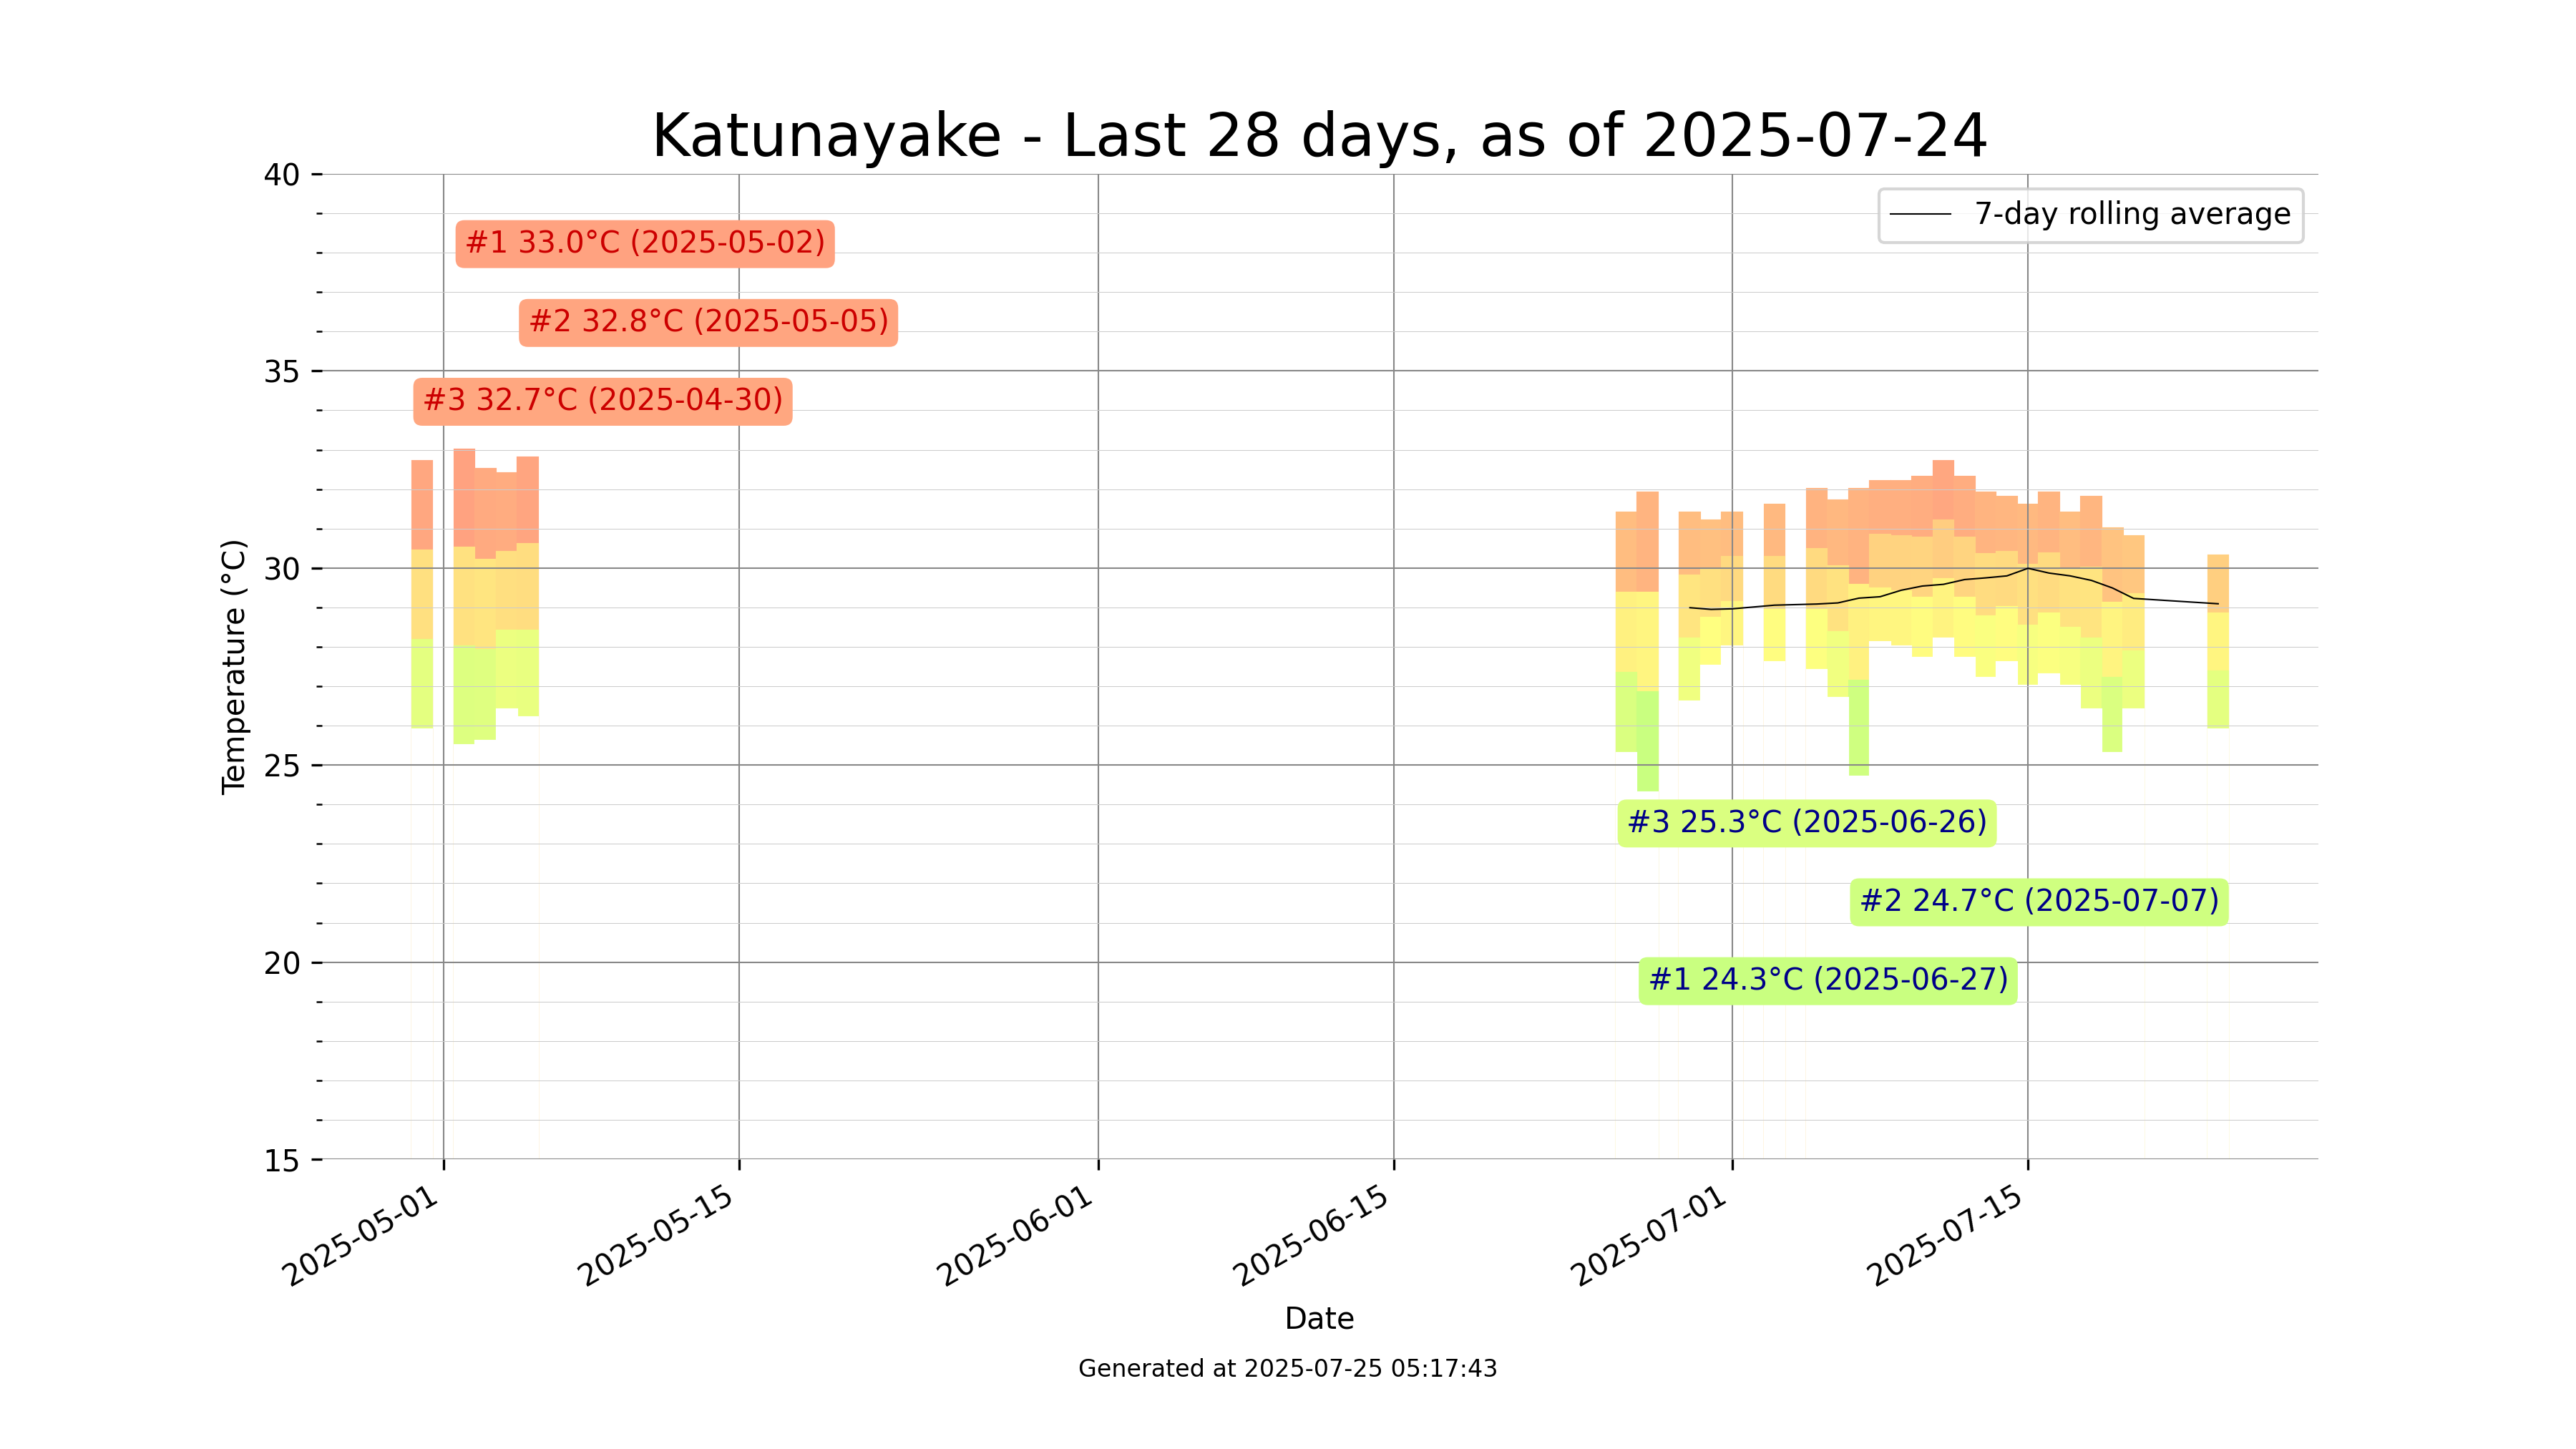 Katunayake - Last 28 days, as of 2025-07-24
40
35
30
25
20
15
Temperature (°C)
7-day rolling average
#1 33.0°C (2025-05-02)
#2 32.8°C (2025-05-05)
#3 32.7°C (2025-04-30)
#3 25.3°C (2025-06-26)
#2 24.7°C (2025-07-07)
#1 24.3°C (2025-06-27)
2025-05-01
2025-05-15
2025-06-01
2025-06-15
2025-07-01
2025-07-15
Date
Generated at 2025-07-25 05:17:43